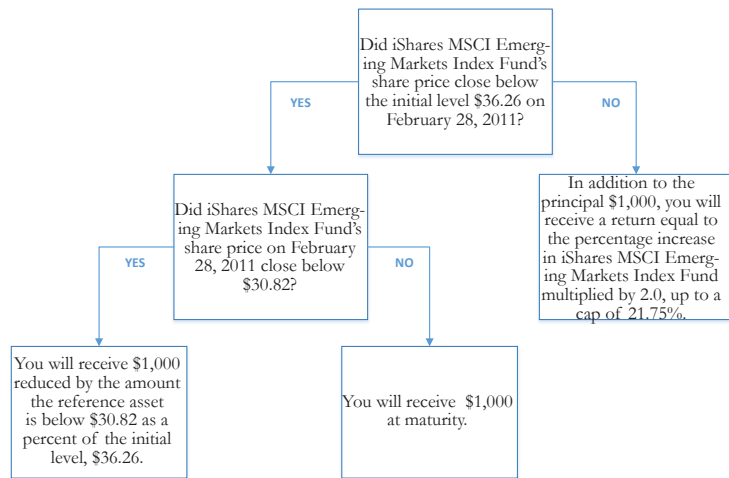 Did iShares MSCI Emerg-
ing Markets Index Fund's
share price close below
the initial level $36.26 on
February 28, 2011?
YES
NO
Did iShares MSCI Emerg-
ing Markets Index Fund's
share price on February
28, 2011 close below
$30.82?
In addition to the
principal $1,000, you will
receive a return equal to
the percentage increase
in iShares MSCI Emerg-
ing Markets Index Fund
multiplied by 2.0, up to a
cap of 21.75%.
YES
NO
You will receive $1,000
reduced by the amount
the reference asset
is below $30.82 as a
percent of the initial
level, $36.26.
You will receive $1,000
at maturity.